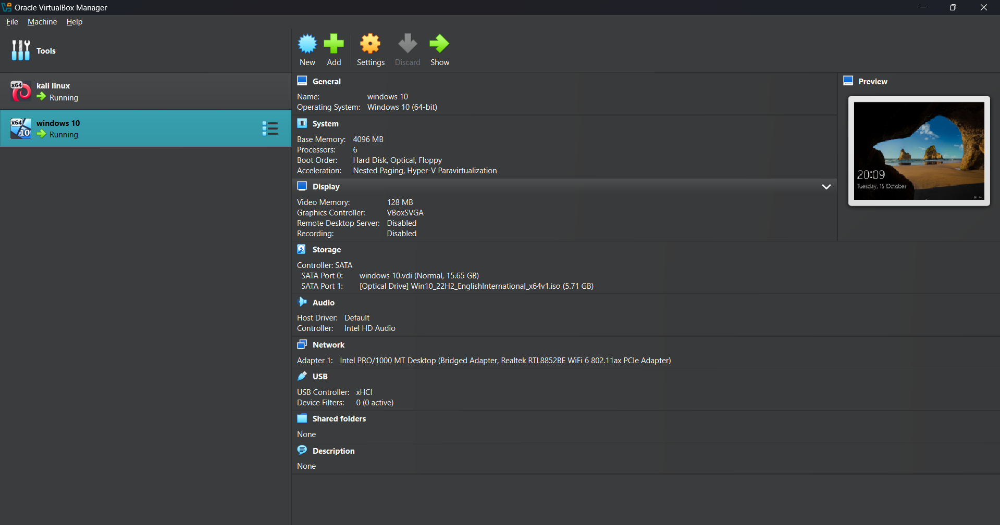 Oracle VirtualBox Manager
File Machine Help
Tools
New Add Settings Discard Show
x64
kali linux
Running
x64
10
windows 10
Running
General
Name: windows 10
Operating System: Windows 10 (64-bit)
System
Base Memory: 4096 MB
Processors: 6
Boot Order: Hard Disk, Optical, Floppy
Acceleration: Nested Paging, Hyper-V Paravirtualization
Display
Video Memory: 128 MB
Graphics Controller: VBoxSVGA
Remote Desktop Server: Disabled
Recording: Disabled
Storage
Controller: SATA
SATA Port 0: windows 10.vdi (Normal, 15.65 GB)
SATA Port 1: [Optical Drive] Win10_22H2_EnglishInternational_x64v1.iso (5.71 GB)
Audio
Host Driver: Default
Controller: Intel HD Audio
Network
Adapter 1: Intel PRO/1000 MT Desktop (Bridged Adapter, Realtek RTL8852BE WiFi 6 802.11ax PCIe Adapter)
USB
USB Controller: xHCI
Device Filters: 0 (0 active)
Shared folders
None
Description
None
Preview
20:09
Tuesday, 15 October